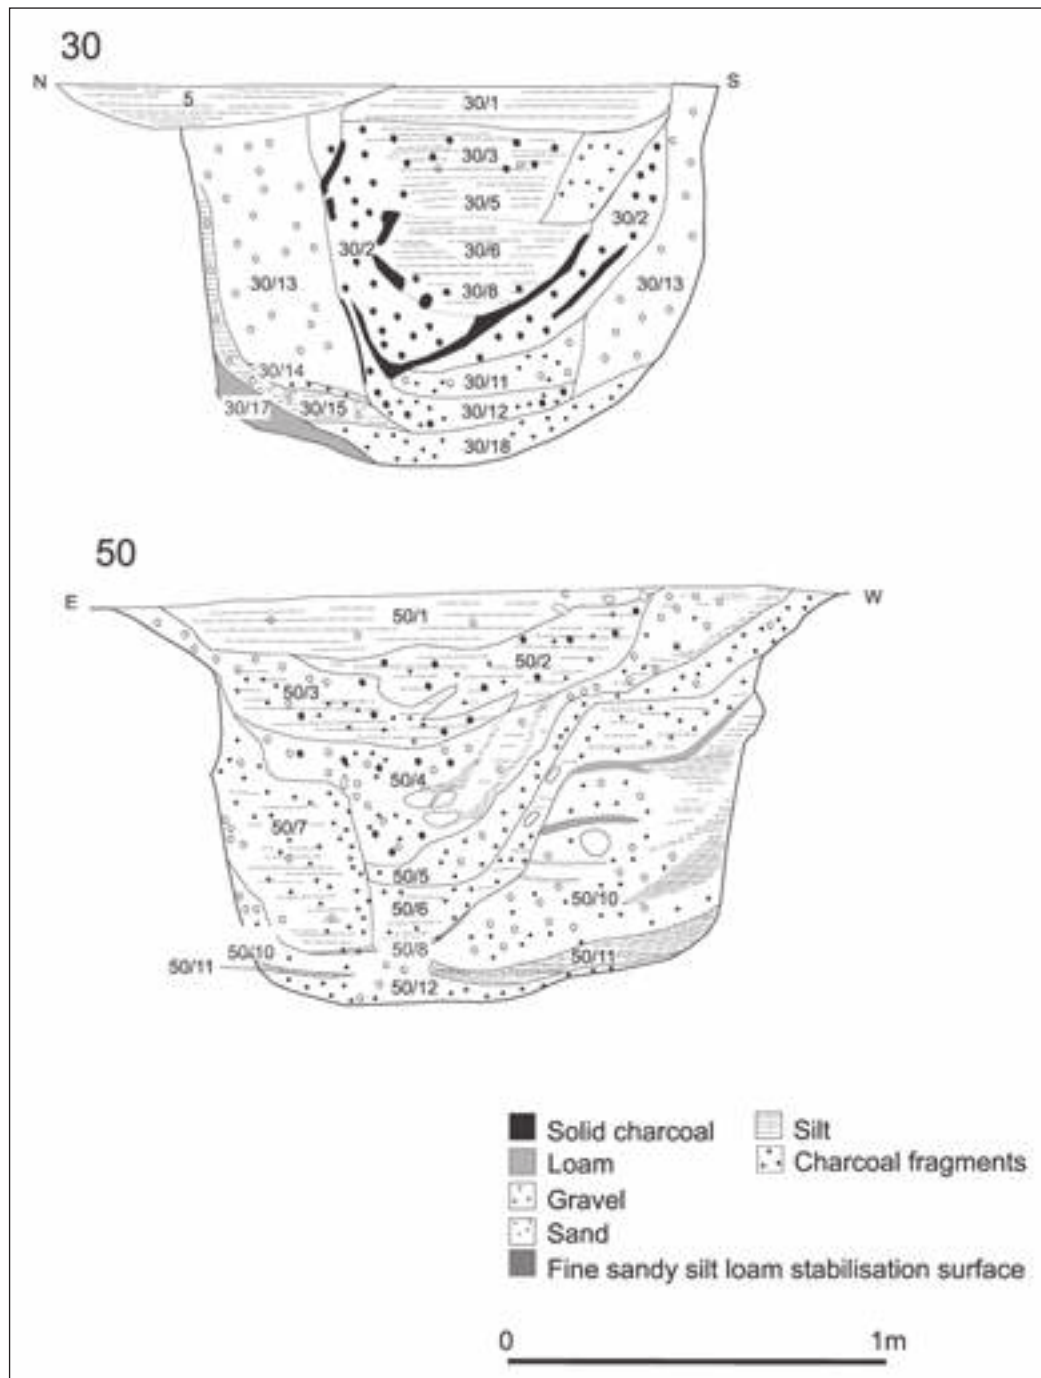 30
N S
5 30/1
30/3
30/5
30/2 30/6 30/2
30/13 30/8 30/13
30/14 30/11
30/17 30/15 30/12
30/18
50
E W
50/1
50/2
50/3
50/4
50/7
50/5
50/6 50/10
50/10 50/8 50/11
50/11
50/12
Solid charcoal Silt
Loam Charcoal fragments
Gravel
Sand
Fine sandy silt loam stabilisation surface
0 1m